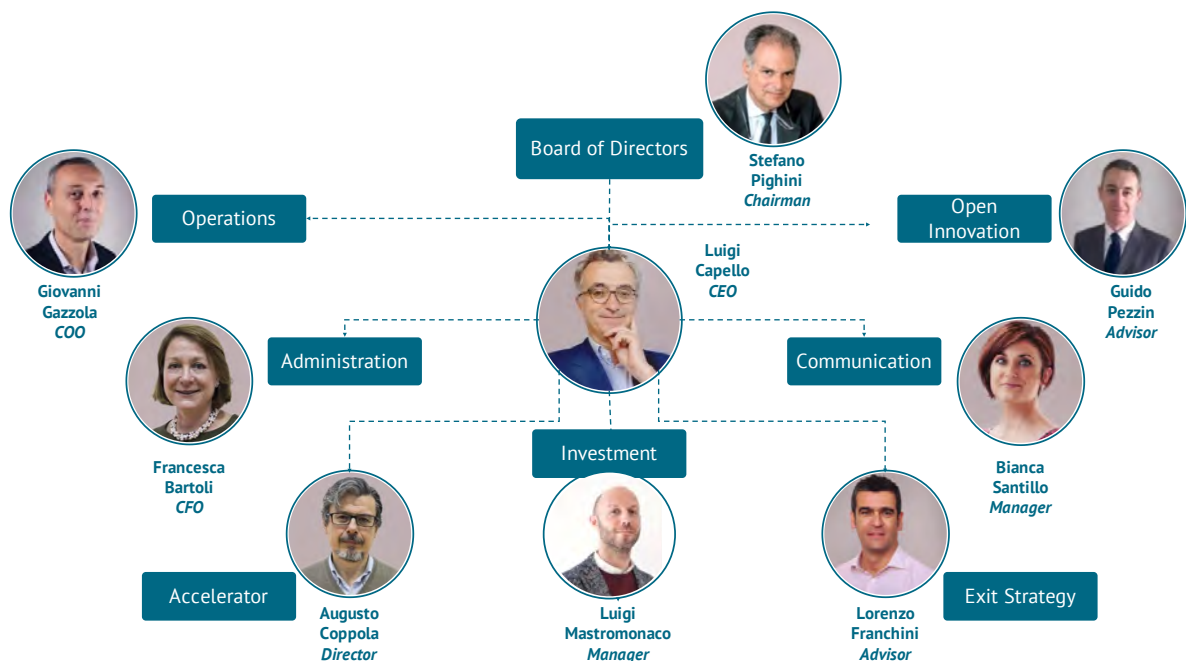 Board of Directors
Stefano
Pighini
Chairman
Operations
Giovanni
Gazzola
COO
Open
Innovation
Guido
Pezzin
Advisor
Luigi
Capello
CEO
Administration
Francesca
Bartoli
CFO
Communication
Bianca
Santillo
Manager
Investment
Luigi
Mastromonaco
Manager
Accelerator
Augusto
Coppola
Director
Lorenzo
Franchini
Advisor
Exit Strategy